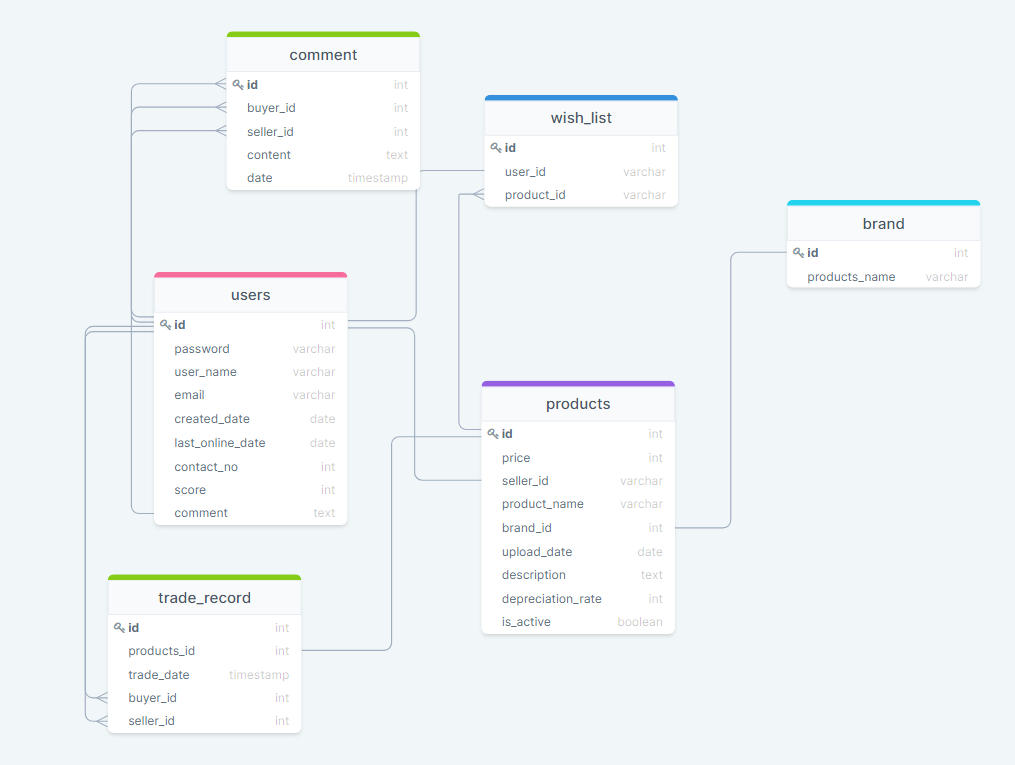 comment
id int
buyer_id int
seller_id int
content text
date timestamp
wish_list
id int
user_id varchar
product_id varchar
brand
id int
products_name varchar
users
id int
password varchar
user_name varchar
email varchar
created_date date
last_online_date date
contact_no int
score int
comment text
products
id int
price int
seller_id varchar
product_name varchar
brand_id int
upload_date date
description text
depreciation_rate int
is_active boolean
trade_record
id int
products_id int
trade_date timestamp
buyer_id int
seller_id int